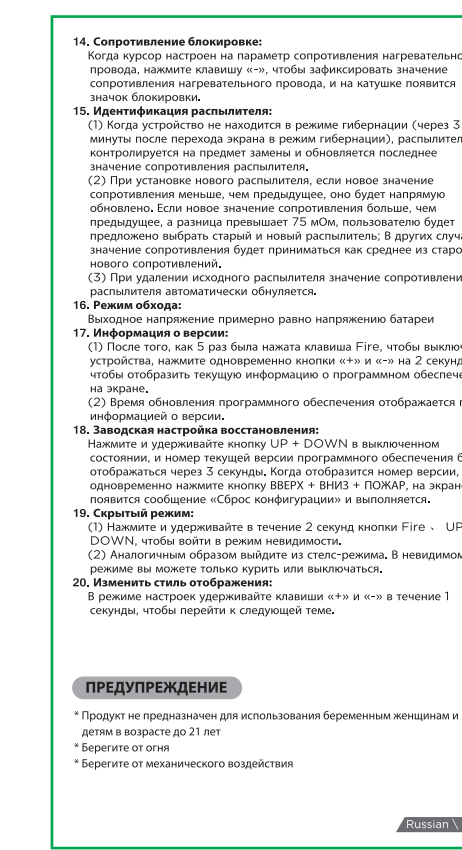 14. Сопротивление блокировке:
Когда курсор настроен на параметр сопротивления
провода, нажмите клавишу «-», чтобы зафиксировать значение
сопротивления нагревательного провода, и на катушке появится
значок блокировки.
15. Идентификация распылителя:
(1) Когда устройство не находится в режиме гибернации (через 3
минуты после перехода экрана в режим гибернации),
контролируется на предмет замены и обновляется последнее
значение сопротивления распылителя.
(2) При установке нового распылителя, если новое значение
сопротивления меньше, чем предыдущее, оно будет напрямую
обновлено. Если новое значение сопротивления больше, чем
предыдущее, а разница превышает 75 мОм, пользователю будет
предложено выбрать старый и новый распылитель; В других
значение сопротивления будет приниматься как среднее из
нового сопротивлений.
(3) При удалении исходного распылителя значение
распылителя автоматически обнуляется.
16. Режим обхода:
Выходное напряжение примерно равно напряжению батареи
17. Информация о версии:
(1) После того, как 5 раз была нажата клавиша Fire, чтобы
устройства, нажмите одновременно кнопки «+» и «-» на 2
чтобы отобразить текущую информацию о программном
на экране.
(2) Время обновления программного обеспечения отображается
информацией о версии.
18. Заводская настройка восстановления:
Нажмите и удерживайте кнопку UP + DOWN в выключенном
состоянии, и номер текущей версии программного обеспечения
отображаться через 3 секунды. Когда отобразится номер версии,
одновременно нажмите кнопку ВВЕРХ + ВНИЗ + ПОЖАР, на
появится сообщение «Сброс конфигурации» и выполняется.
19. Скрытый режим:
(1) Нажмите и удерживайте в течение 2 секунд кнопки Fire 、 UP
DOWN, чтобы войти в режим невидимости.
(2) Аналогичным образом выйдите из стелс-режима. В
режиме вы можете только курить или выключаться.
20. Изменить стиль отображения:
В режиме настроек удерживайте клавиши «+» и «-» в течение 1
секунды, чтобы перейти к следующей теме.
ПРЕДУПРЕЖДЕНИЕ
* Продукт не предназначен для использования беременным женщинам и
детям в возрасте до 21 лет
* Берегите от огня
* Берегите от механического воздействия
Russian \